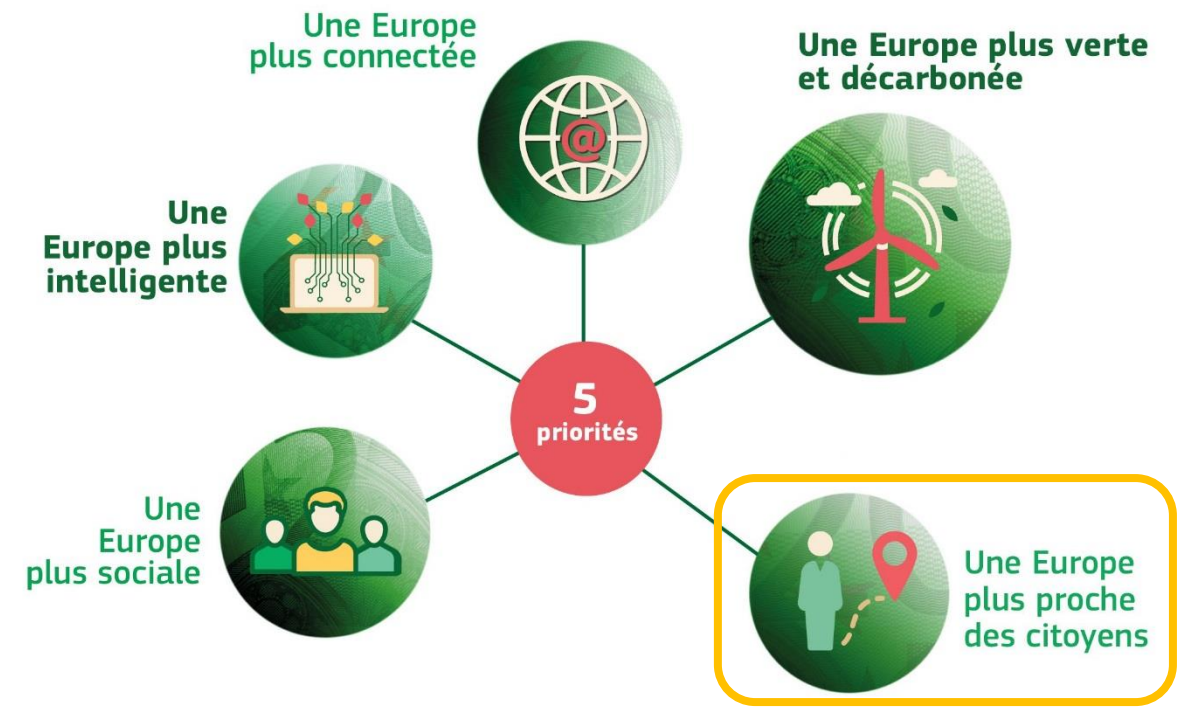 Une Europe
plus connectée
Une Europe plus verte
et décarbonée
@
Une
Europe plus
intelligente
5
priorités
Une
Europe
plus sociale
Une Europe
plus proche
des citoyens